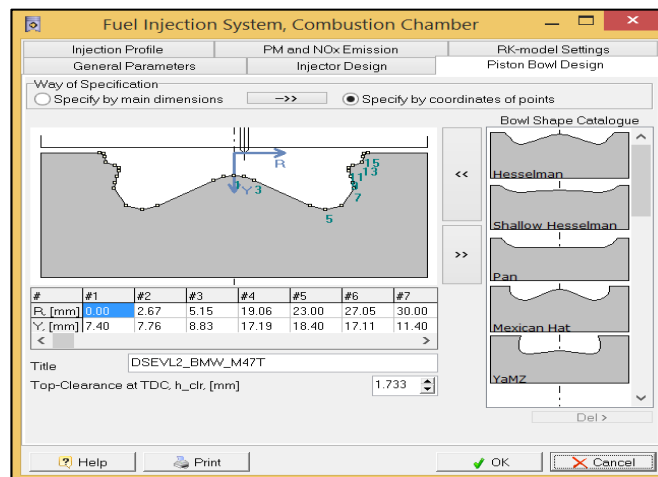 Fuel Injection System, Combustion Chamber
Injection Profile PM and NOx Emission RK-model Settings
General Parameters Injector Design Piston Bowl Design
Way of Specification
Specify by main dimensions ->> Specify by coordinates of points
Bowl Shape Catalogue
R
Y
1
3
5
7
9
11
13
15
<<
>>
Hesselman
Shallow Hesselman
Pan
Mexican Hat
YaMZ
# #1 #2 #3 #4 #5 #6 #7
R, [mm] 0.00 2.67 5.15 19.06 23.00 27.05 30.00
Y, [mm] 7.40 7.76 8.83 17.19 18.40 17.11 11.40
Title DSEVL2_BMW_M47T
Top-Clearance at TDC, h_clr, [mm] 1.733
Del >
Help Print OK Cancel